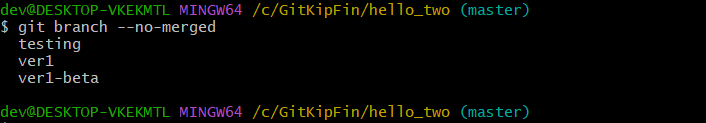 dev@DESKTOP-VKEKMTL MINGW64 /c/GitKipFin/hello_two (master)
$ git branch --no-merged
  testing
  ver1
  ver1-beta

dev@DESKTOP-VKEKMTL MINGW64 /c/GitKipFin/hello_two (master)